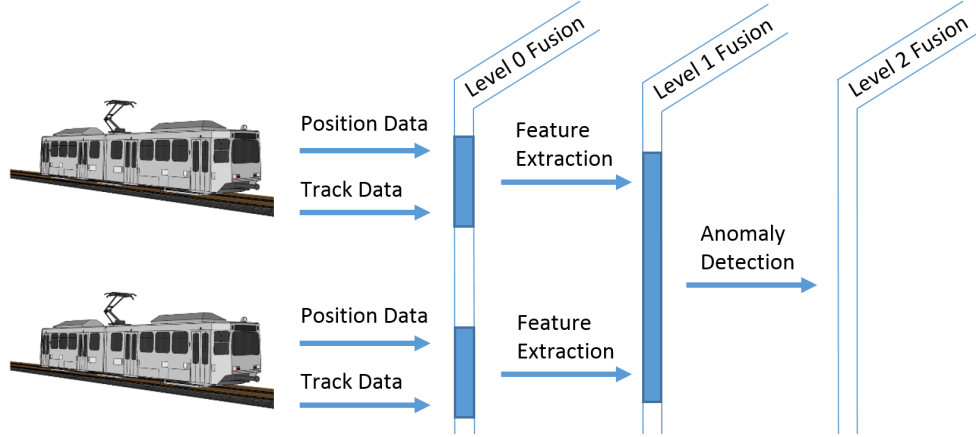 Level 0 Fusion
Level 1 Fusion
Level 2 Fusion
Position Data
Track Data
Feature
Extraction
Anomaly
Detection
Position Data
Track Data
Feature
Extraction